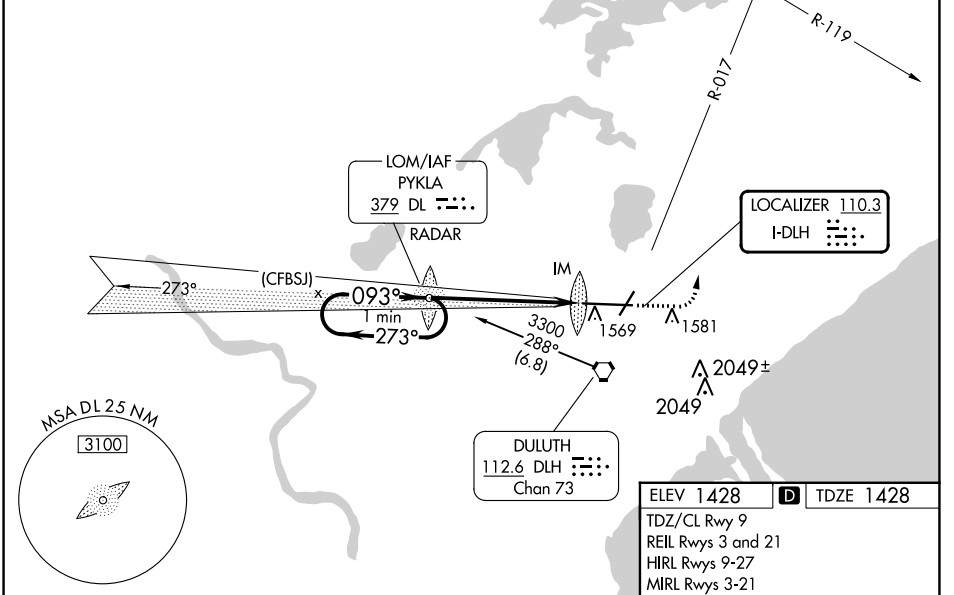 R-119
R-017
LOM/IAF
PYKLA
379 DL
RADAR
LOCALIZER 110.3
I-DLH
IM
(CFBSJ)
273°
x
093°
1 min
273°
3300
288°
(6.8)
1569
1581
2049±
2049
MSA DL 25 NM
3100
DULUTH
112.6 DLH
Chan 73
ELEV 1428 D TDZE 1428
TDZ/CL Rwy 9
REIL Rwys 3 and 21
HIRL Rwys 9-27
MIRL Rwys 3-21